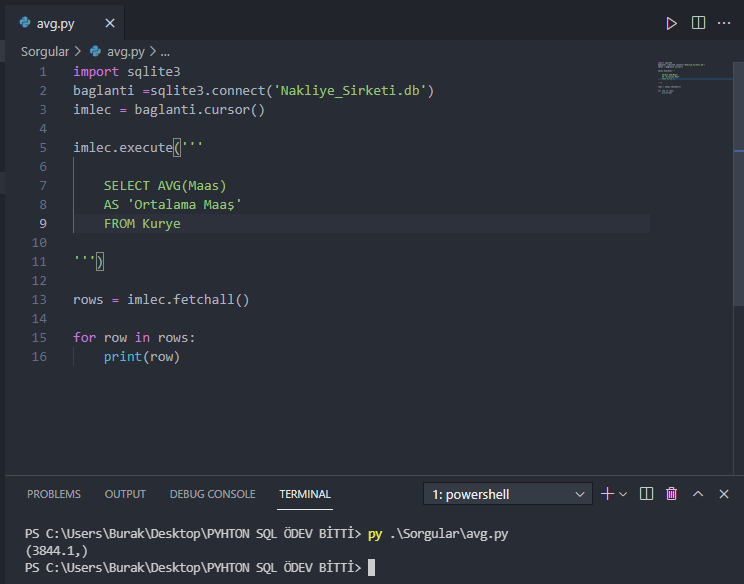 avg.py
Sorgular > avg.py > ...
1 import sqlite3
2 baglanti =sqlite3.connect('Nakliye_Sirketi.db')
3 imlec = baglanti.cursor()
4
5 imlec.execute('''
6
7 SELECT AVG(Maas)
8 AS 'Ortalama Maaş'
9 FROM Kurye
10
11 ''')
12
13 rows = imlec.fetchall()
14
15 for row in rows:
16 print(row)
PROBLEMS OUTPUT DEBUG CONSOLE TERMINAL 1: powershell
PS C:\Users\Burak\Desktop\PYHTON SQL ÖDEV BİTTİ> py .\Sorgular\avg.py
(3844.1,)
PS C:\Users\Burak\Desktop\PYHTON SQL ÖDEV BİTTİ>